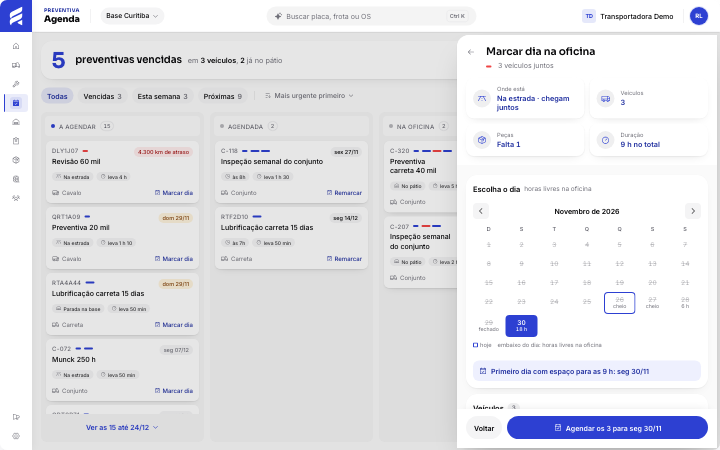 PREVENTIVA
Agenda
Base Curitiba
Buscar placa, frota ou OS
Ctrl K
TD
Transportadora Demo
RL
5 preventivas vencidas em 3 veículos, 2 já no pátio
Todas
Vencidas 3
Esta semana 3
Próximas 9
Mais urgente primeiro
A AGENDAR 15
DLY1J07
4.300 km de atraso
Revisão 60 mil
Na estrada
leva 4 h
Cavalo
Marcar dia
QRT1A09
dom 29/11
Preventiva 20 mil
Na estrada
leva 1 h 10
Cavalo
Marcar dia
RTA4A44
dom 29/11
Lubrificação carreta 15 dias
Parada na base
leva 50 min
Carreta
Marcar dia
C-072
seg 07/12
Munck 250 h
Na estrada
leva 50 min
Conjunto
Marcar dia
Ver as 15 até 24/12
AGENDADA 2
C-118
sex 27/11
Inspeção semanal do conjunto
às 8h
leva 1 h 30
Conjunto
Remarcar
RTF2D10
seg 14/12
Lubrificação carreta 15 dias
às 7h
leva 50 min
Carreta
Remarcar
NA OFICINA 2
C-320
Preventiva
carreta 40 mil
No pátio
Conjunto
C-207
Inspeção semanal
do conjunto
No pátio
Conjunto
Marcar dia na oficina
3 veículos juntos
Onde está
Na estrada · chegam
juntos
Veículos
3
Peças
Falta 1
Duração
9 h no total
Escolha o dia horas livres na oficina
Novembro de 2026
D S T Q Q S S
1 2 3 4 5 6 7
8 9 10 11 12 13 14
15 16 17 18 19 20 21
22 23 24 25 26 27 28
cheio cheio 6 h
29 30
fechado 18 h
hoje embaixo do dia: horas livres na oficina
Primeiro dia com espaço para as 9 h: seg 30/11
Veículos 3
Voltar
Agendar os 3 para seg 30/11